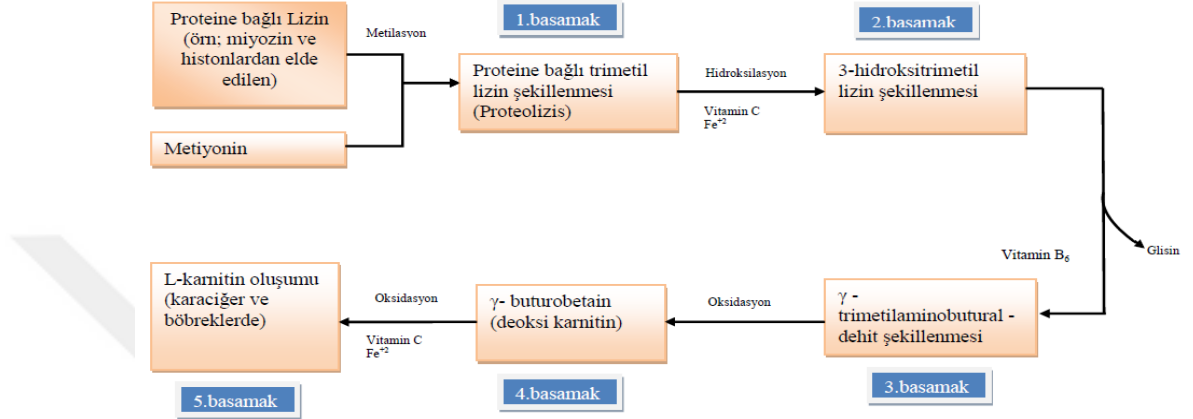 1.basamak
2.basamak
Proteine bağlı Lizin
(örn; miyozin ve
histonlardan elde
edilen)
Metilasyon
Proteine bağlı trimetil
lizin şekillenmesi
(Proteolizis)
Hidroksilasyon
Vitamin C
Fe⁺²
3-hidroksitrimetil
lizin şekillenmesi
Metiyonin
Glisin
Vitamin B₆
γ -
trimetilaminobutural -
dehit şekillenmesi
3.basamak
Oksidasyon
γ- buturobetain
(deoksi karnitin)
4.basamak
Oksidasyon
Vitamin C
Fe⁺²
L-karnitin oluşumu
(karaciğer ve
böbreklerde)
5.basamak